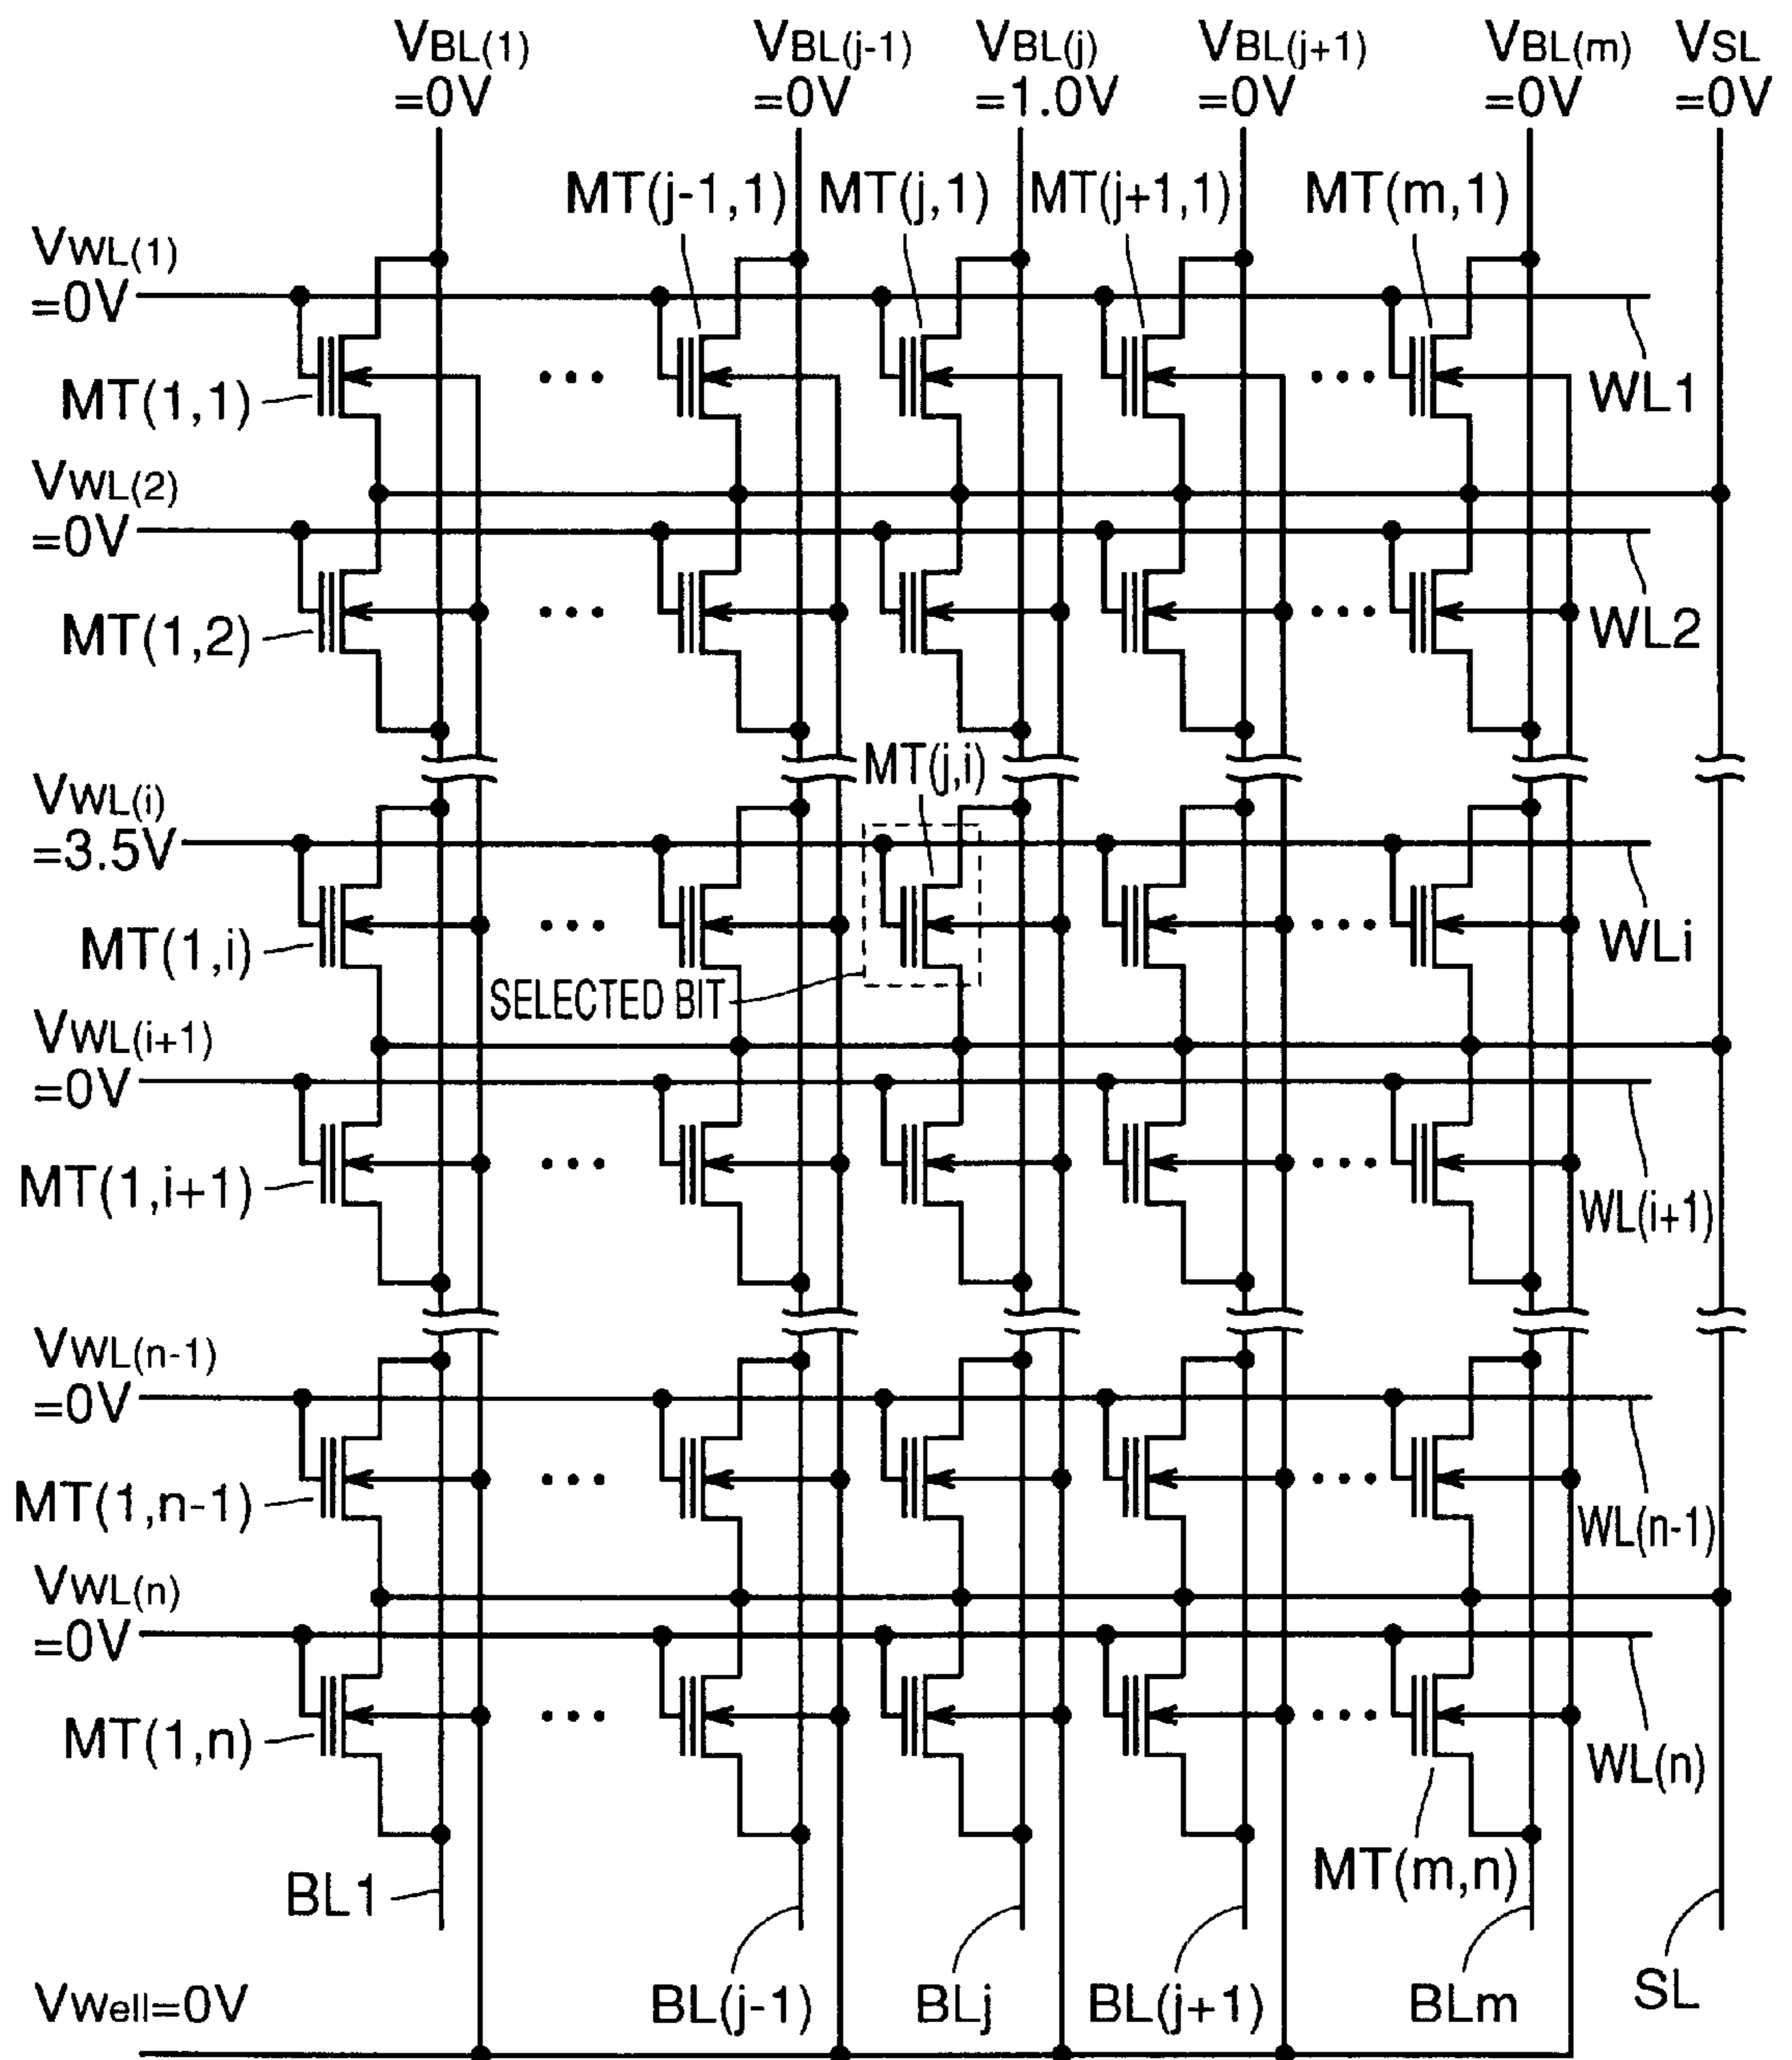 VBL(1) VBL(j-1) VBL(j) VBL(j+1) VBL(m) VSL
=0V =0V =1.0V =0V =0V =0V
MT(j-1,1) MT(j,1) MT(j+1,1) MT(m,1)
VWL(1)
=0V
MT(1,1) WL1
VWL(2)
=0V
MT(1,2) WL2
MT(j,i)
VWL(i)
=3.5V
MT(1,i) WLi
SELECTED BIT
VWL(i+1)
=0V
MT(1,i+1) WL(i+1)
VWL(n-1)
=0V
MT(1,n-1) WL(n-1)
VWL(n)
=0V
MT(1,n) WL(n)
MT(m,n)
BL1
BL(j-1) BLj BL(j+1) BLm SL
VWell=0V